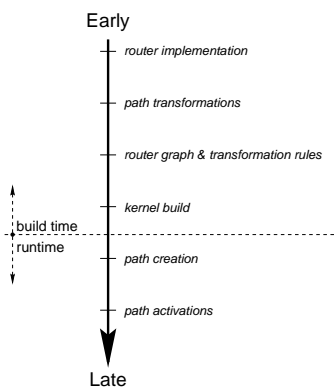 Early
router implementation
path transformations
router graph & transformation rules
kernel build
build time
runtime
path creation
path activations
Late